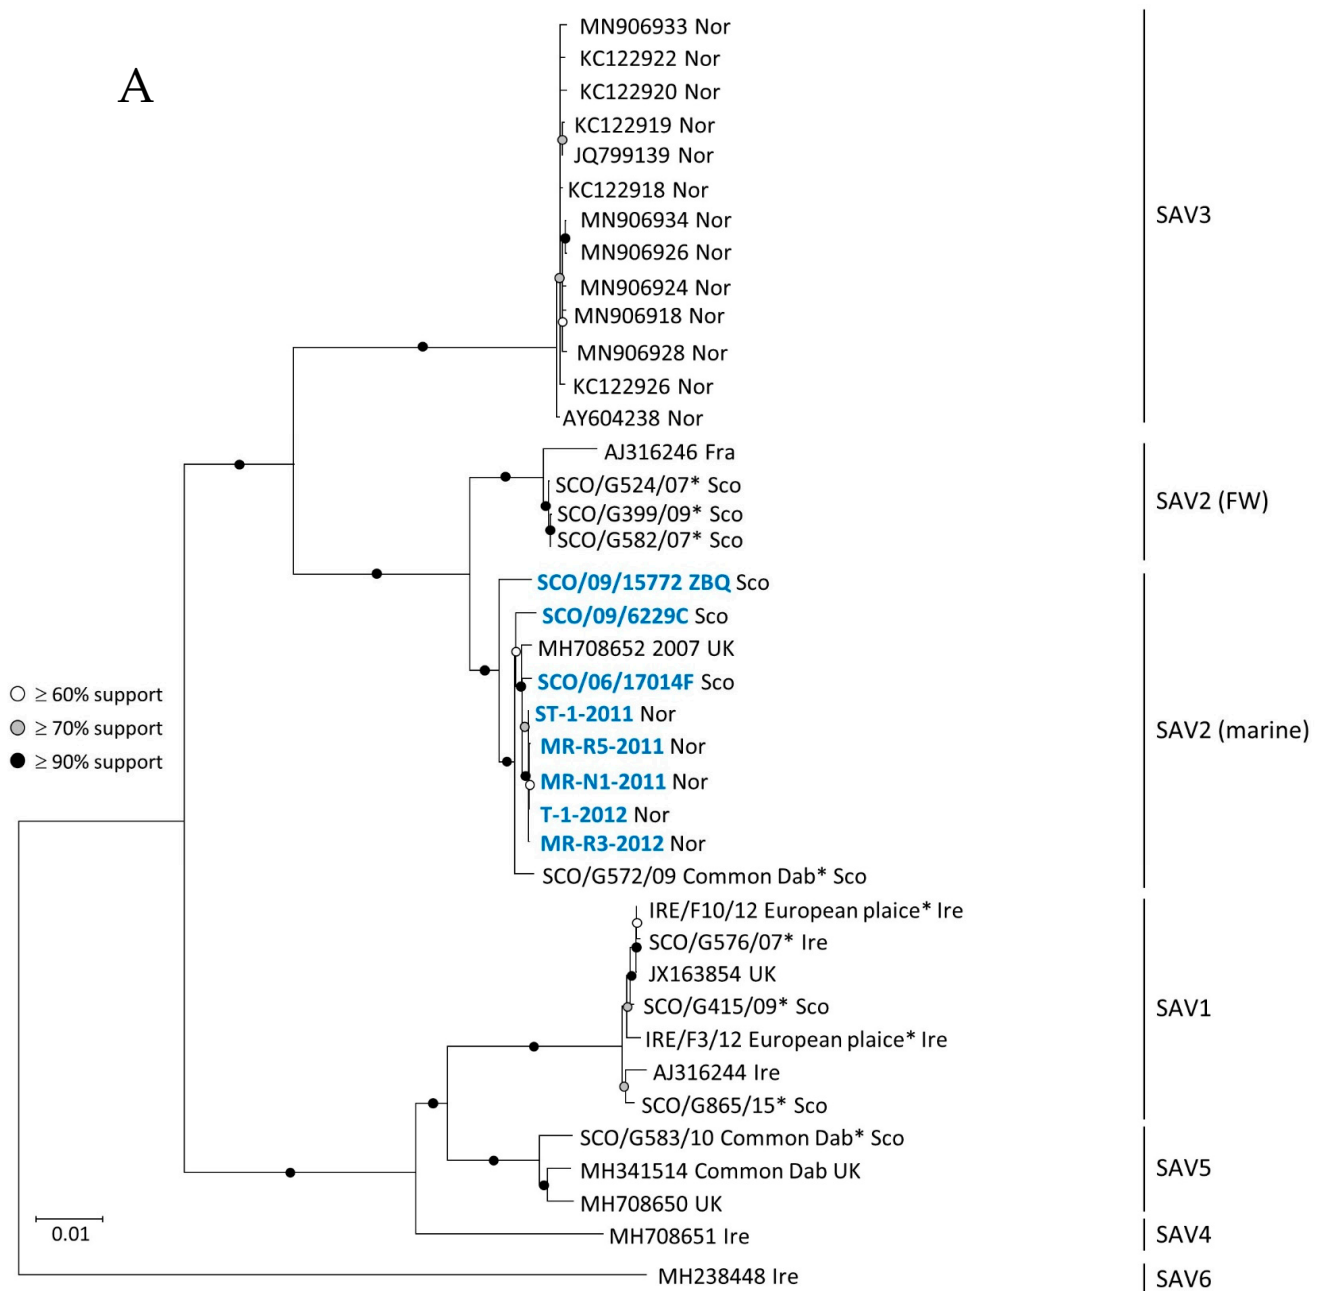 A
MN906933 Nor
KC122922 Nor
KC122920 Nor
KC122919 Nor
JQ799139 Nor
KC122918 Nor
MN906934 Nor
MN906926 Nor
MN906924 Nor
MN906918 Nor
MN906928 Nor
KC122926 Nor
AY604238 Nor
SAV3
AJ316246 Fra
SCO/G524/07* Sco
SCO/G399/09* Sco
SCO/G582/07* Sco
SAV2 (FW)
SCO/09/15772 ZBQ Sco
SCO/09/6229C Sco
MH708652 2007 UK
SCO/06/17014F Sco
ST-1-2011 Nor
MR-R5-2011 Nor
MR-N1-2011 Nor
T-1-2012 Nor
MR-R3-2012 Nor
SCO/G572/09 Common Dab* Sco
SAV2 (marine)
≥ 60% support
≥ 70% support
≥ 90% support
IRE/F10/12 European plaice* Ire
SCO/G576/07* Ire
JX163854 UK
SCO/G415/09* Sco
IRE/F3/12 European plaice* Ire
AJ316244 Ire
SCO/G865/15* Sco
SAV1
SCO/G583/10 Common Dab* Sco
MH341514 Common Dab UK
MH708650 UK
SAV5
MH708651 Ire
SAV4
MH238448 Ire
SAV6
0.01